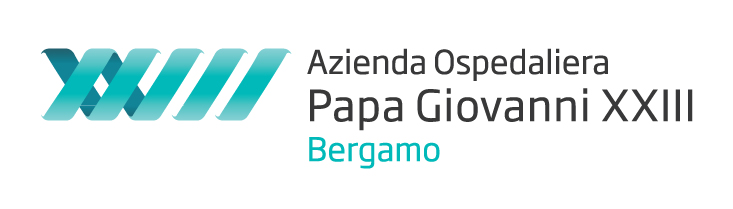 Azienda Ospedaliera
Papa Giovanni XXIII
Bergamo